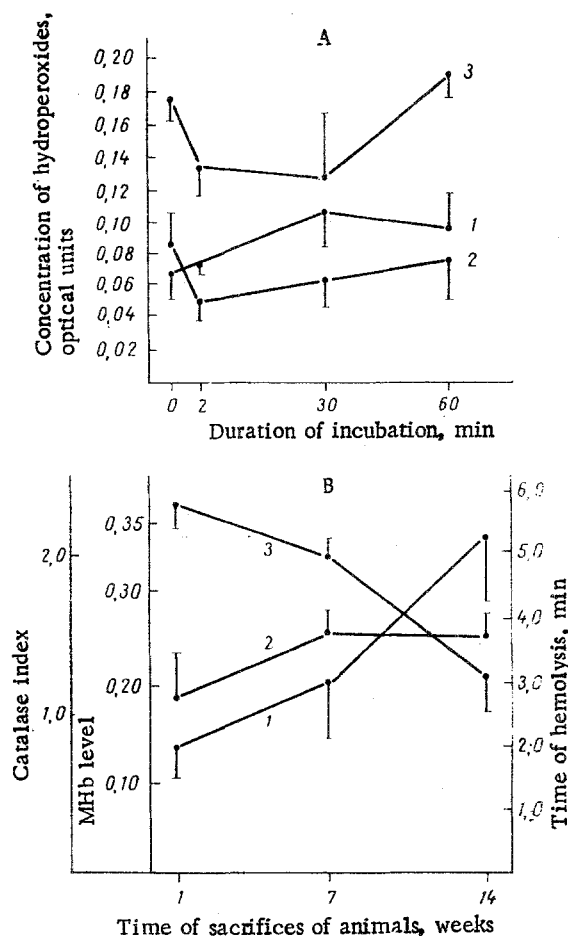 A
Concentration of hydroperoxides,
optical units
0,20
0,18
0,16
0,14
0,12
0,10
0,08
0,06
0,04
0,02
3
1
2
0 2 30 60
Duration of incubation, min
B
Catalase index
2,0
1,0
MHb level
0,35
0,30
0,20
0,10
3
2
1
6,0
5,0
4,0
3,0
2,0
1,0
Time of hemolysis, min
1 7 14
Time of sacrifices of animals, weeks